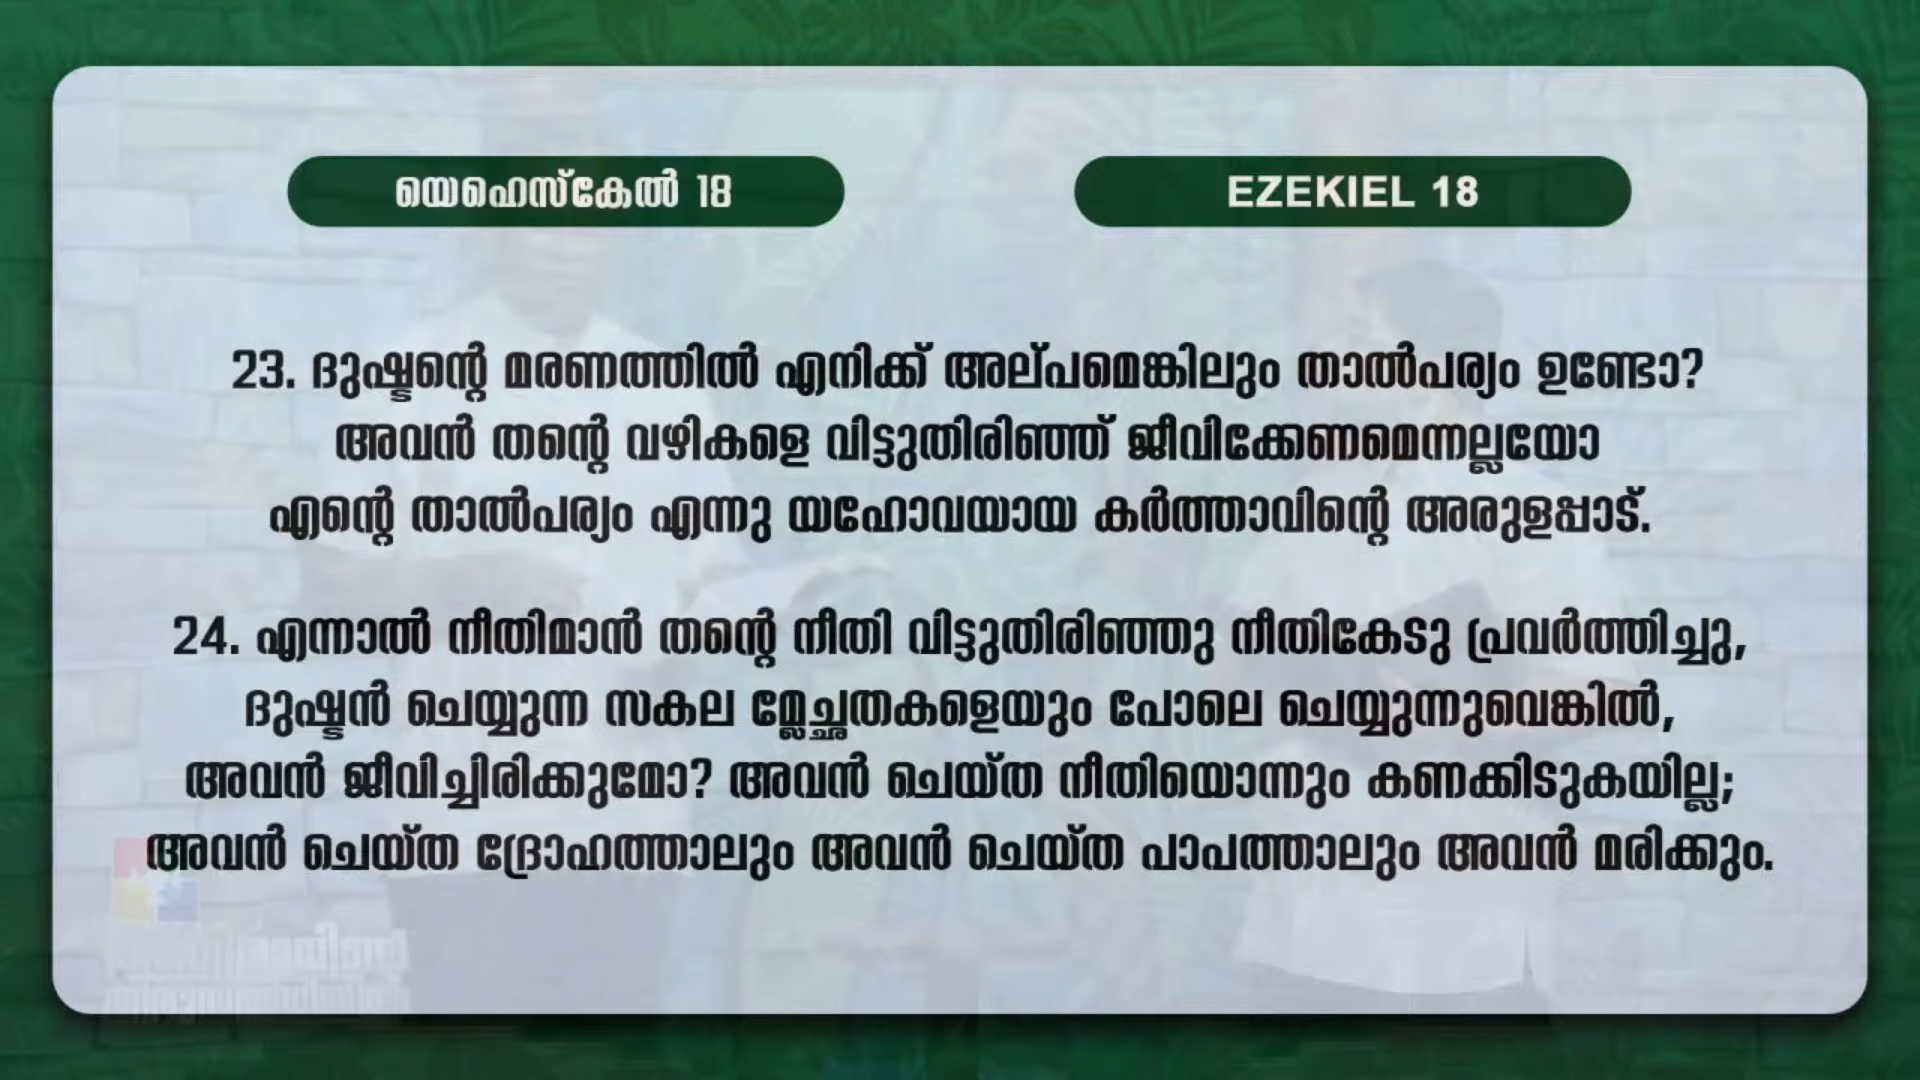 യെഹെസ്കേൽ 18
EZEKIEL 18
23. ദുഷ്ടന്റെ മരണത്തിൽ എനിക്ക് അല്പമെങ്കിലും താൽപര്യം ഉണ്ടോ?
അവൻ തന്റെ വഴികളെ വിട്ടുതിരിഞ്ഞ് ജീവിക്കേണമെന്നല്ലയോ
എന്റെ താൽപര്യം എന്നു യഹോവയായ കർത്താവിന്റെ അരുളപ്പാട്.
24. എന്നാൽ നീതിമാൻ തന്റെ നീതി വിട്ടുതിരിഞ്ഞു നീതികേടു പ്രവർത്തിച്ചു,
ദുഷ്ടൻ ചെയ്യുന്ന സകല മ്ലേച്ഛതകളെയും പോലെ ചെയ്യുന്നുവെങ്കിൽ,
അവൻ ജീവിച്ചിരിക്കുമോ? അവൻ ചെയ്ത നീതിയൊന്നും കണക്കിടുകയില്ല;
അവൻ ചെയ്ത ദ്രോഹത്താലും അവൻ ചെയ്ത പാപത്താലും അവൻ മരിക്കും.